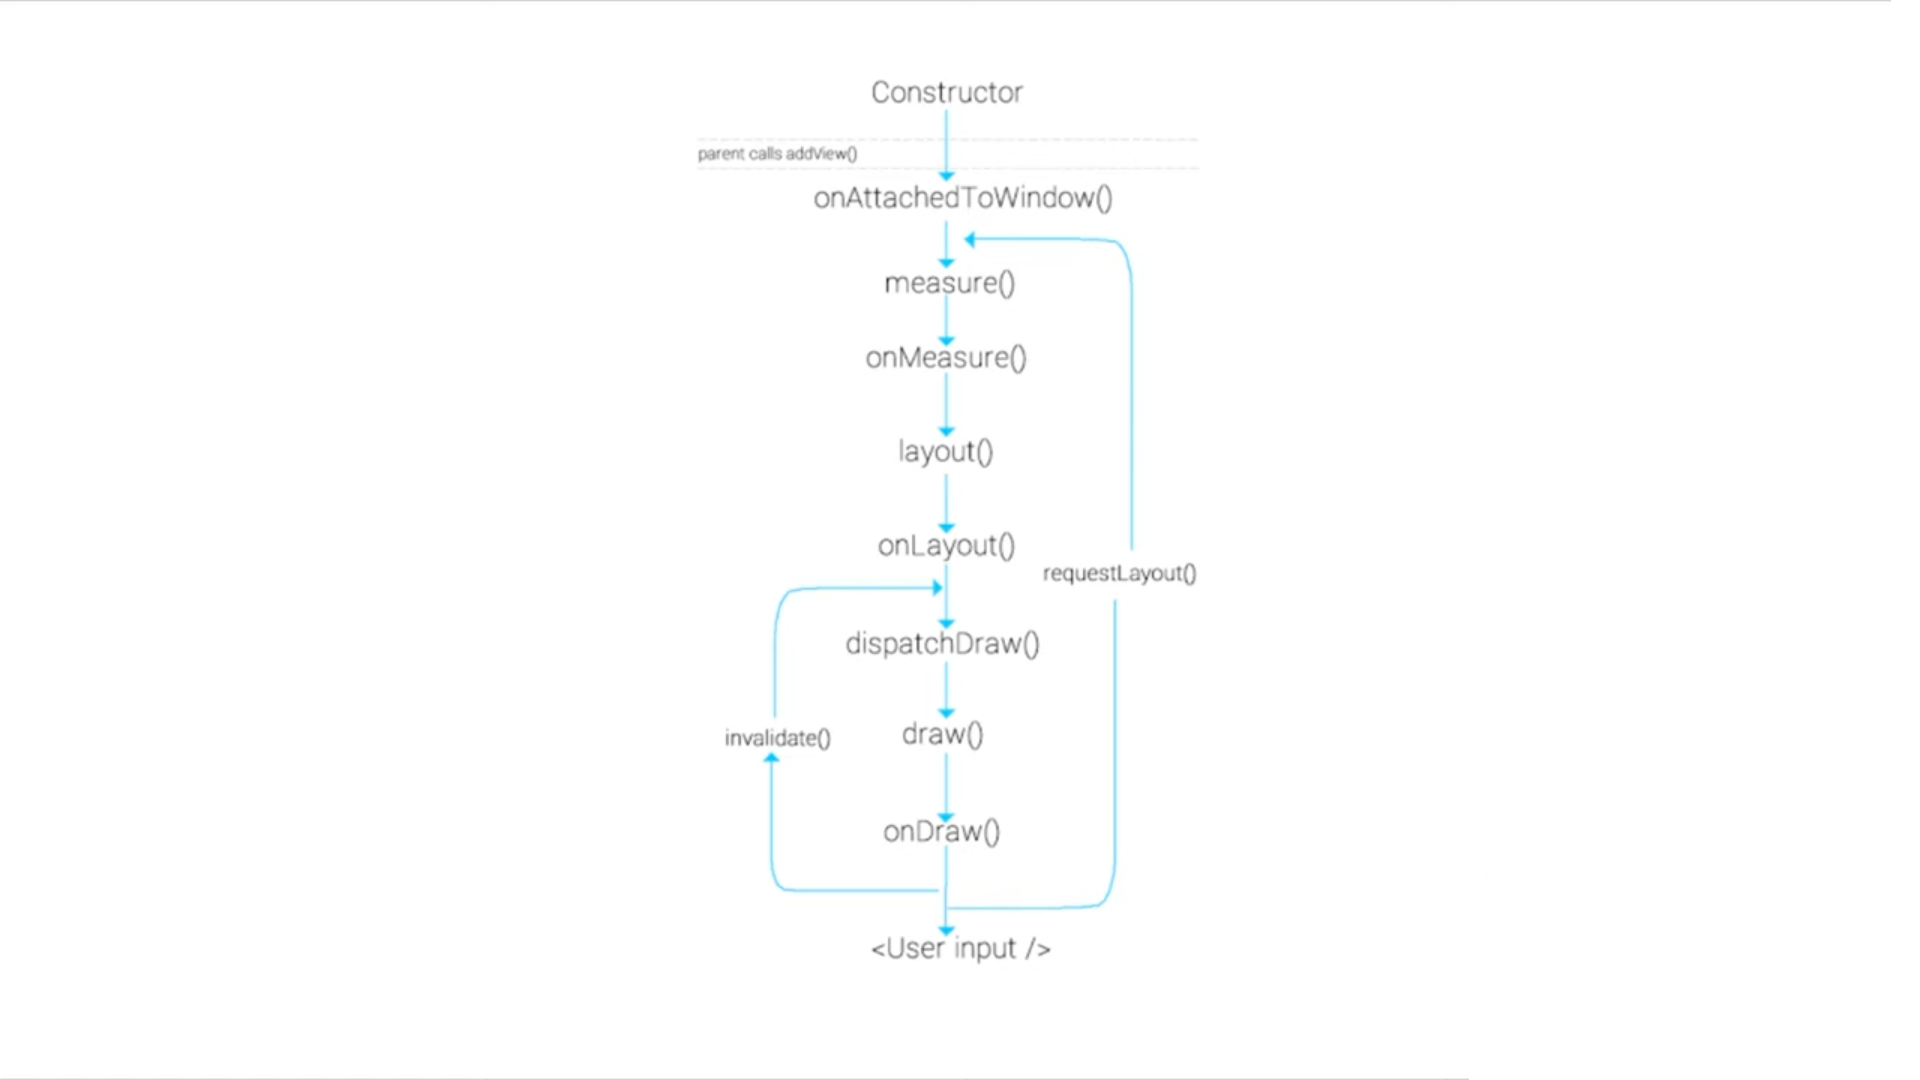 Constructor
parent calls addView()
onAttachedToWindow()
measure()
onMeasure()
layout()
onLayout()
requestLayout()
dispatchDraw()
invalidate()
draw()
onDraw()
<User input />